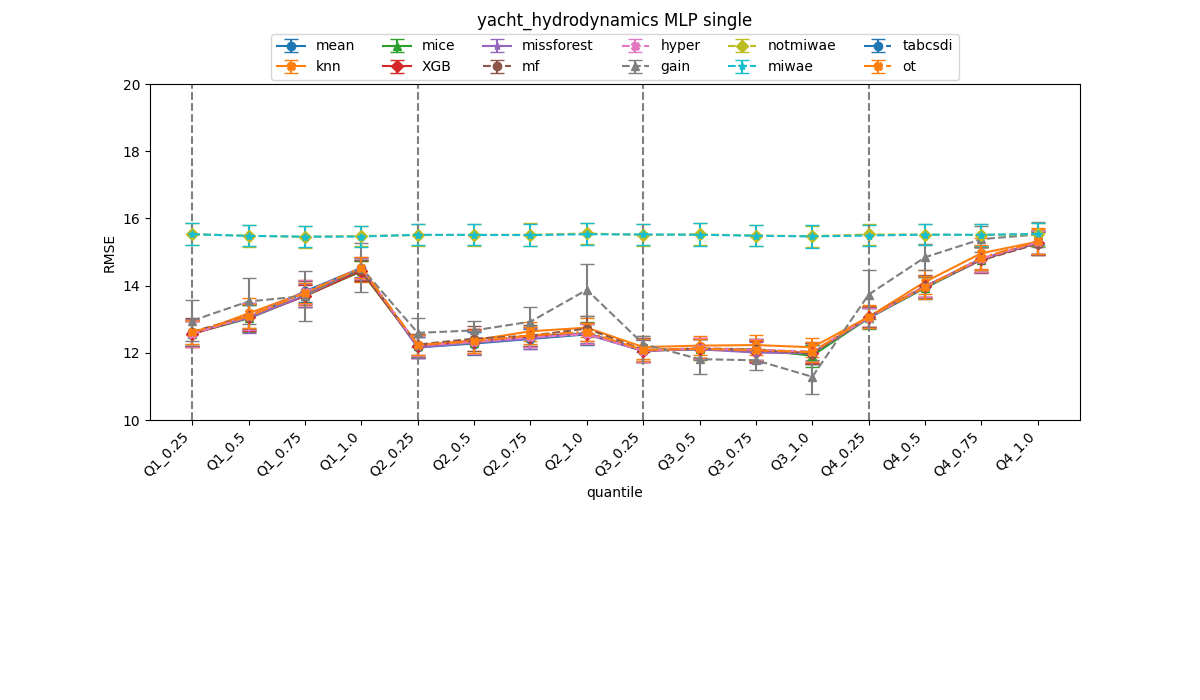 yacht_hydrodynamics MLP single
mean mice missforest hyper notmiwae tabcsdi
knn XGB mf gain miwae ot
20
18
16
14
12
10
RMSE
Q1_0.25 Q1_0.5 Q1_0.75 Q1_1.0 Q2_0.25 Q2_0.5 Q2_0.75 Q2_1.0 Q3_0.25 Q3_0.5 Q3_0.75 Q3_1.0 Q4_0.25 Q4_0.5 Q4_0.75 Q4_1.0
quantile